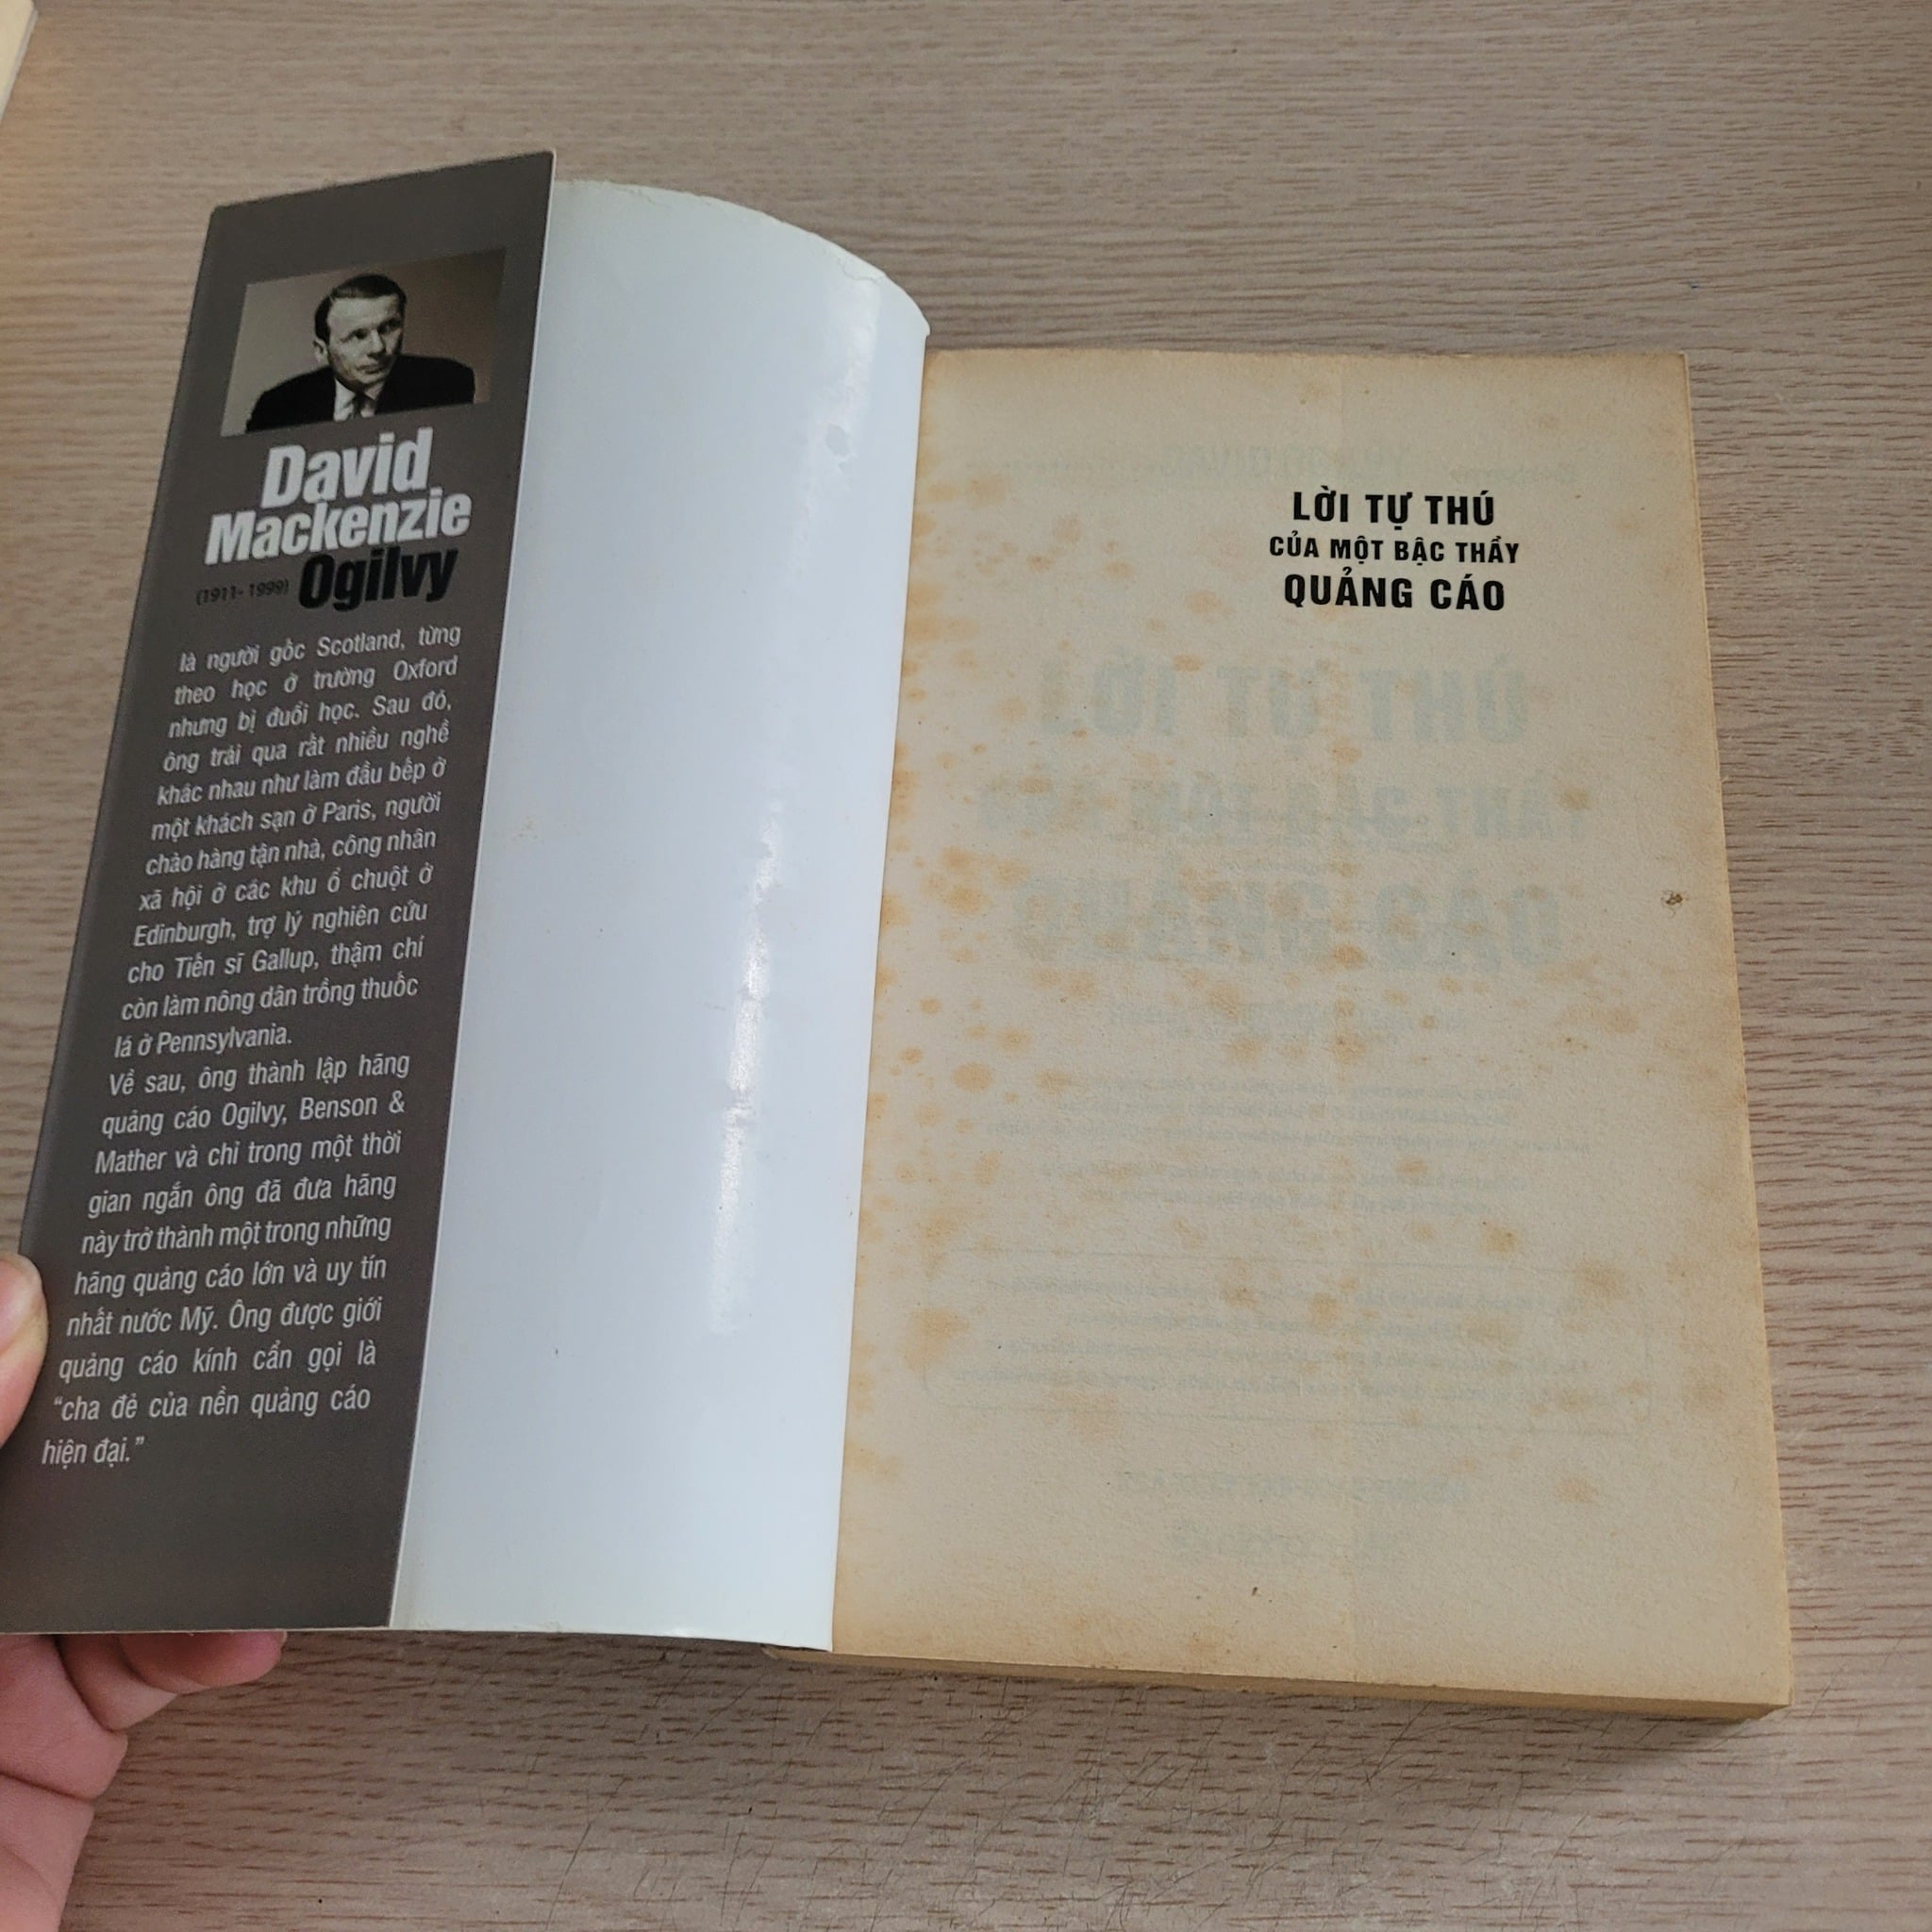 David
Mackenzie
(1911- 1999) Ogilvy
là người gốc Scotland, từng
theo học ở trường Oxford
nhưng bị đuổi học. Sau đó,
ông trải qua rất nhiều nghề
khác nhau như làm đầu bếp ở
một khách sạn ở Paris, người
chào hàng tận nhà, công nhân
xã hội ở các khu ổ chuột ở
Edinburgh, trợ lý nghiên cứu
cho Tiến sĩ Gallup, thậm chí
còn làm nông dân trồng thuốc
lá ở Pennsylvania.
Về sau, ông thành lập hãng
quảng cáo Ogilvy, Benson &
Mather và chỉ trong một thời
gian ngắn ông đã đưa hãng
này trở thành một trong những
hãng quảng cáo lớn và uy tín
nhất nước Mỹ. Ông được giới
quảng cáo kính cẩn gọi là
“cha đẻ của nền quảng cáo
hiện đại.”
LỜI TỰ THÚ
CỦA MỘT BẬC THẦY
QUẢNG CÁO